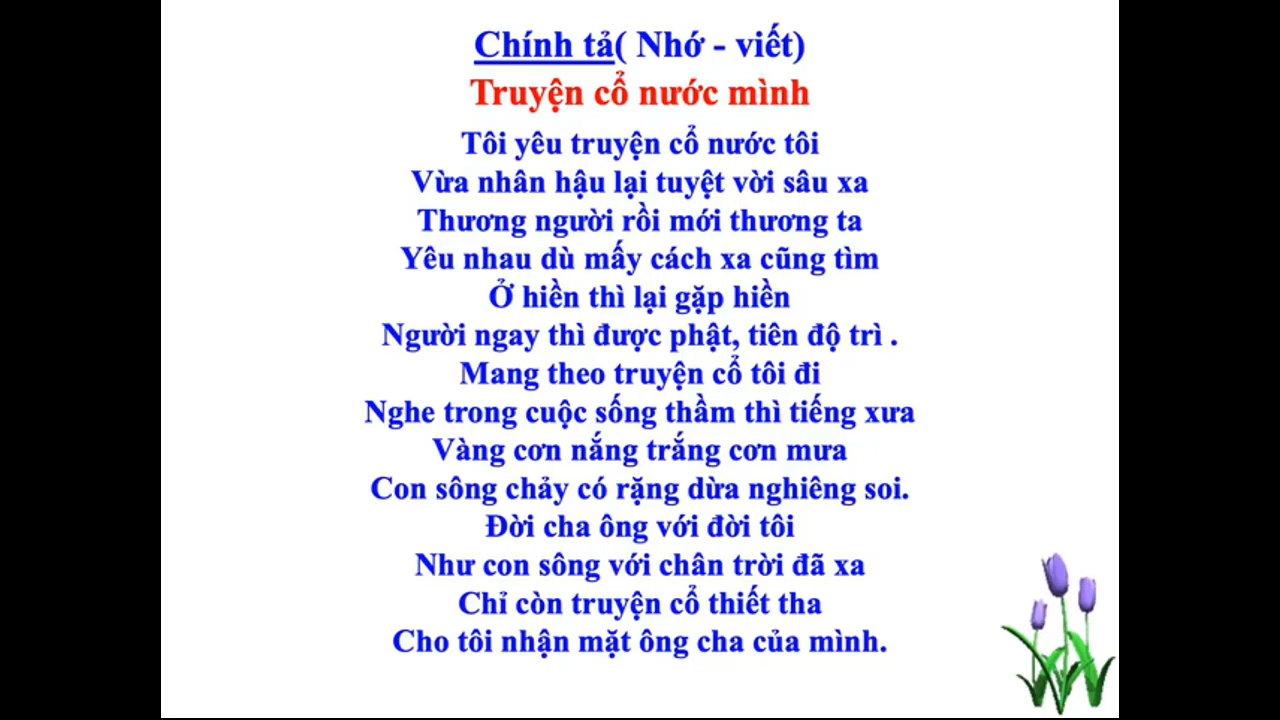 Chính tả( Nhớ - viết)
Truyện cổ nước mình
Tôi yêu truyện cổ nước tôi
Vừa nhân hậu lại tuyệt vời sâu xa
Thương người rồi mới thương ta
Yêu nhau dù mấy cách xa cũng tìm
Ở hiền thì lại gặp hiền
Người ngay thì được phật, tiên độ trì .
Mang theo truyện cổ tôi đi
Nghe trong cuộc sống thầm thì tiếng xưa
Vàng cơn nắng trắng cơn mưa
Con sông chảy có rặng dừa nghiêng soi.
Đời cha ông với đời tôi
Như con sông với chân trời đã xa
Chỉ còn truyện cổ thiết tha
Cho tôi nhận mặt ông cha của mình.